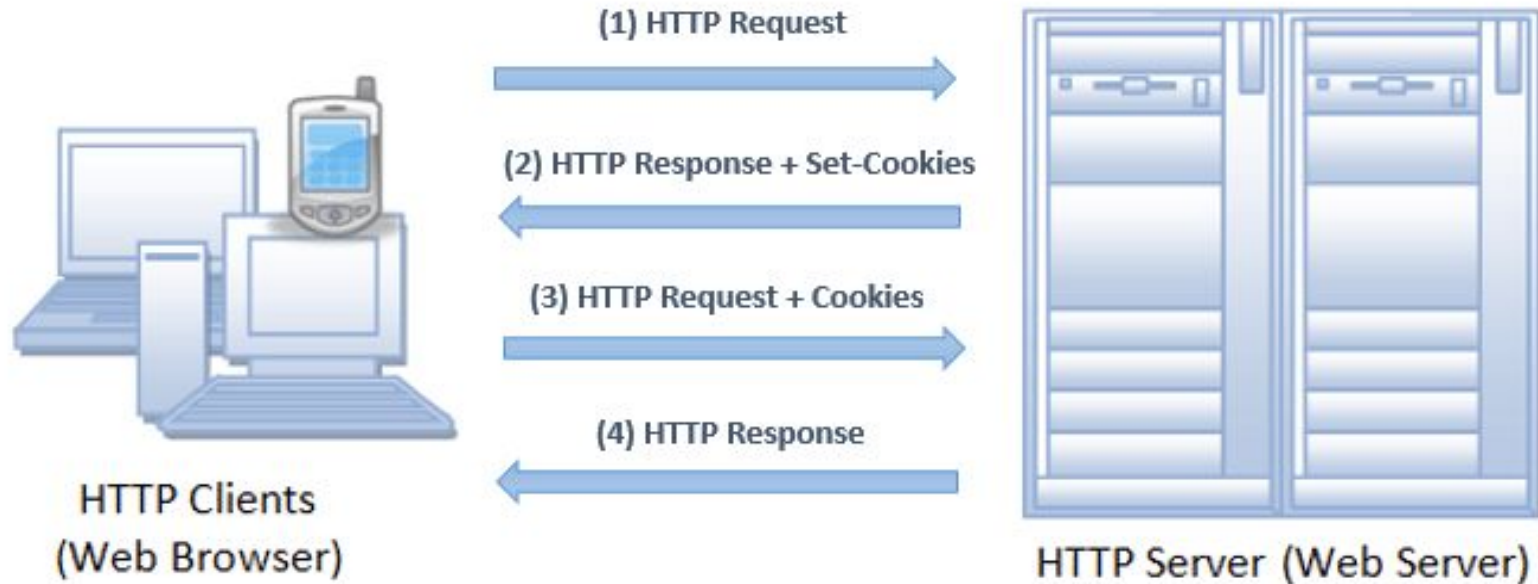 (1) HTTP Request
(2) HTTP Response + Set-Cookies
(3) HTTP Request + Cookies
(4) HTTP Response
HTTP Clients
(Web Browser)
HTTP Server (Web Server)